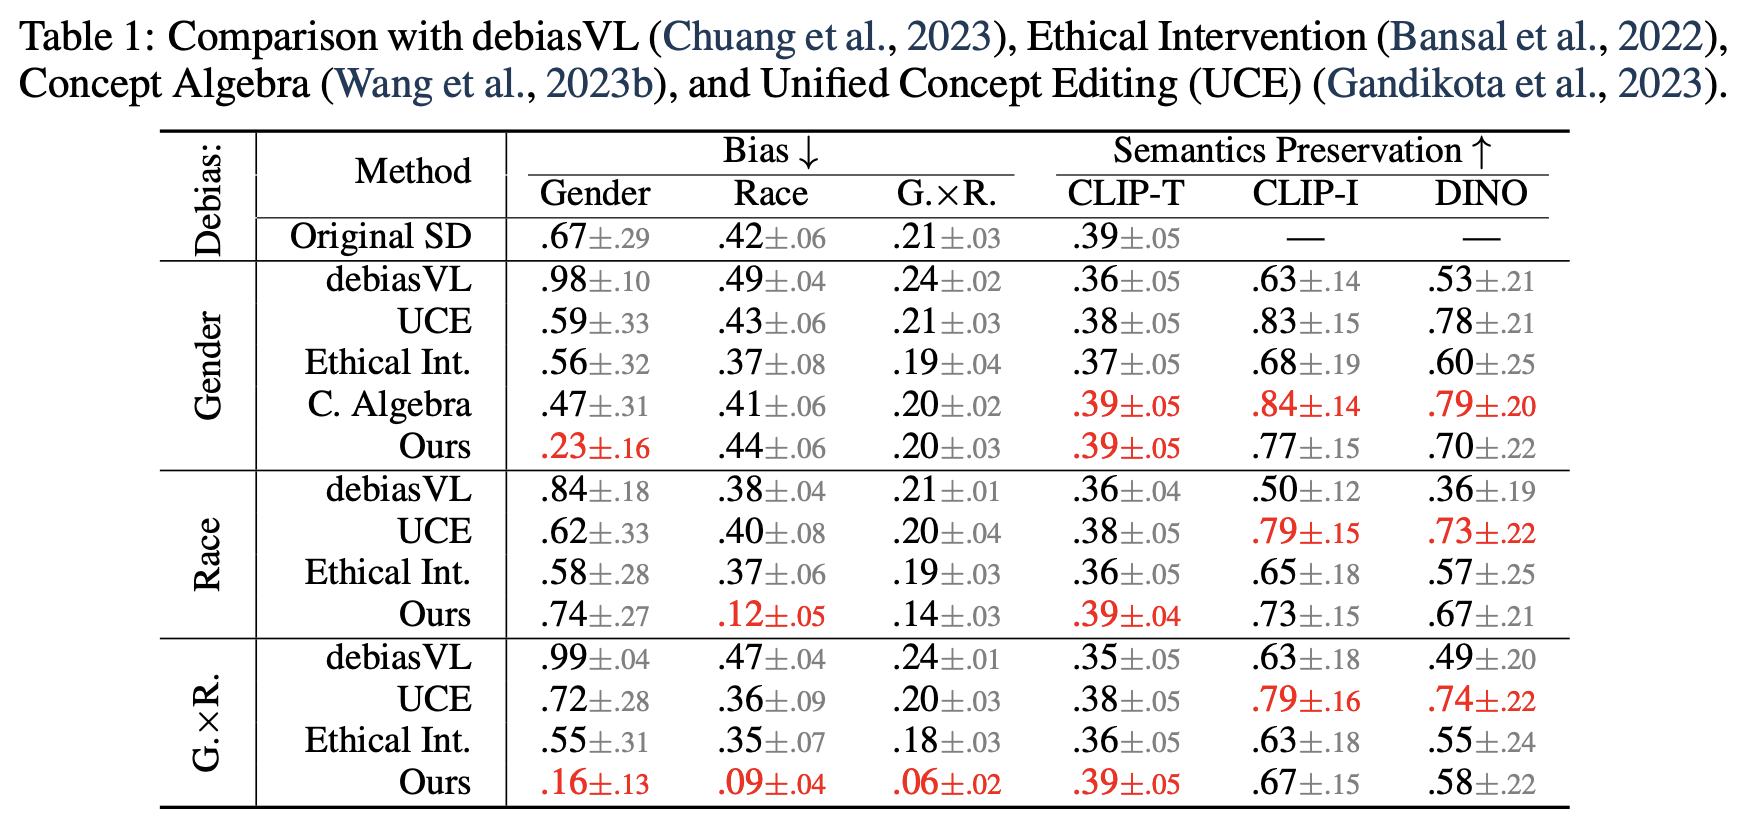 Table 1: Comparison with debiasVL (Chuang et al., 2023), Ethical Intervention (Bansal et al., 2022),
Concept Algebra (Wang et al., 2023b), and Unified Concept Editing (UCE) (Gandikota et al., 2023).
Debias: Method Bias ↓ Semantics Preservation ↑
Gender Race G.×R. CLIP-T CLIP-I DINO
Original SD .67±.29 .42±.06 .21±.03 .39±.05 — —
Gender
debiasVL .98±.10 .49±.04 .24±.02 .36±.05 .63±.14 .53±.21
UCE .59±.33 .43±.06 .21±.03 .38±.05 .83±.15 .78±.21
Ethical Int. .56±.32 .37±.08 .19±.04 .37±.05 .68±.19 .60±.25
C. Algebra .47±.31 .41±.06 .20±.02 .39±.05 .84±.14 .79±.20
Ours .23±.16 .44±.06 .20±.03 .39±.05 .77±.15 .70±.22
Race
debiasVL .84±.18 .38±.04 .21±.01 .36±.04 .50±.12 .36±.19
UCE .62±.33 .40±.08 .20±.04 .38±.05 .79±.15 .73±.22
Ethical Int. .58±.28 .37±.06 .19±.03 .36±.05 .65±.18 .57±.25
Ours .74±.27 .12±.05 .14±.03 .39±.04 .73±.15 .67±.21
G.×R.
debiasVL .99±.04 .47±.04 .24±.01 .35±.05 .63±.18 .49±.20
UCE .72±.28 .36±.09 .20±.03 .38±.05 .79±.16 .74±.22
Ethical Int. .55±.31 .35±.07 .18±.03 .36±.05 .63±.18 .55±.24
Ours .16±.13 .09±.04 .06±.02 .39±.05 .67±.15 .58±.22